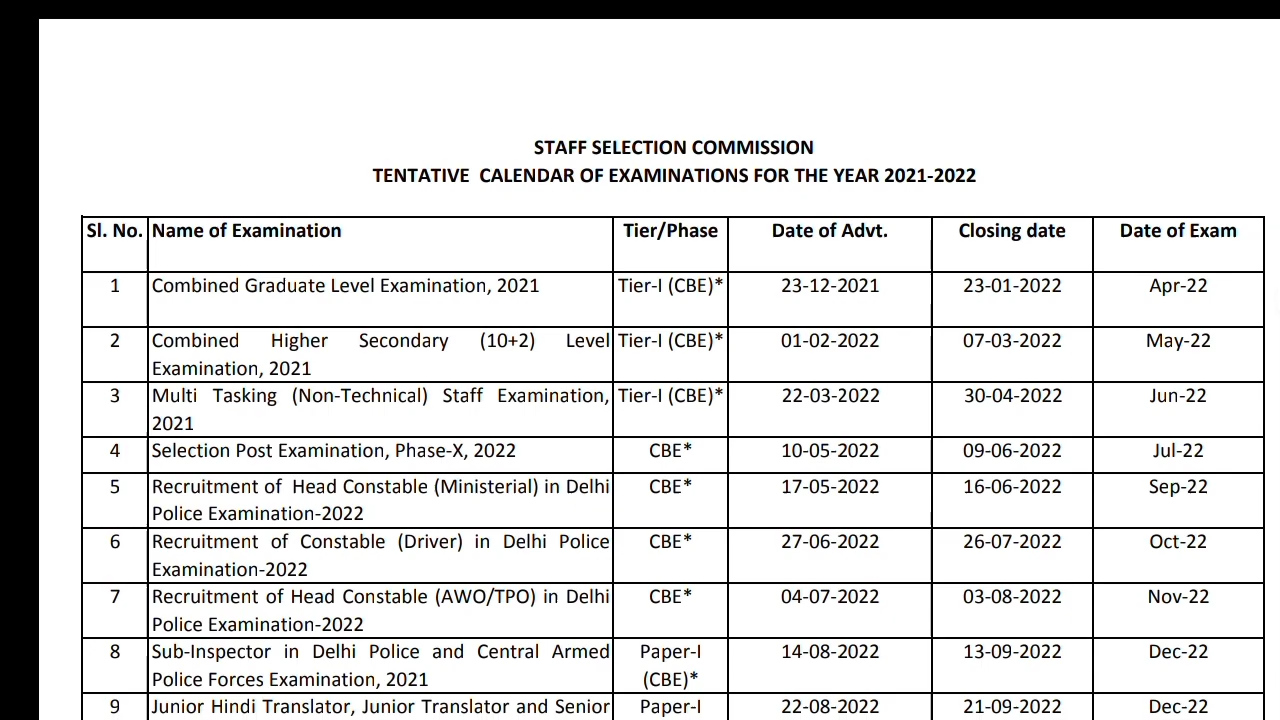 STAFF SELECTION COMMISSION
TENTATIVE CALENDAR OF EXAMINATIONS FOR THE YEAR 2021-2022
Sl. No. Name of Examination Tier/Phase Date of Advt. Closing date Date of Exam
1 Combined Graduate Level Examination, 2021 Tier-I (CBE)* 23-12-2021 23-01-2022 Apr-22
2 Combined Higher Secondary (10+2) Level Tier-I (CBE)* 01-02-2022 07-03-2022 May-22
Examination, 2021
3 Multi Tasking (Non-Technical) Staff Examination, Tier-I (CBE)* 22-03-2022 30-04-2022 Jun-22
2021
4 Selection Post Examination, Phase-X, 2022 CBE* 10-05-2022 09-06-2022 Jul-22
5 Recruitment of Head Constable (Ministerial) in Delhi CBE* 17-05-2022 16-06-2022 Sep-22
Police Examination-2022
6 Recruitment of Constable (Driver) in Delhi Police CBE* 27-06-2022 26-07-2022 Oct-22
Examination-2022
7 Recruitment of Head Constable (AWO/TPO) in Delhi CBE* 04-07-2022 03-08-2022 Nov-22
Police Examination-2022
8 Sub-Inspector in Delhi Police and Central Armed Paper-I 14-08-2022 13-09-2022 Dec-22
Police Forces Examination, 2021 (CBE)*
9 Junior Hindi Translator, Junior Translator and Senior Paper-I 22-08-2022 21-09-2022 Dec-22